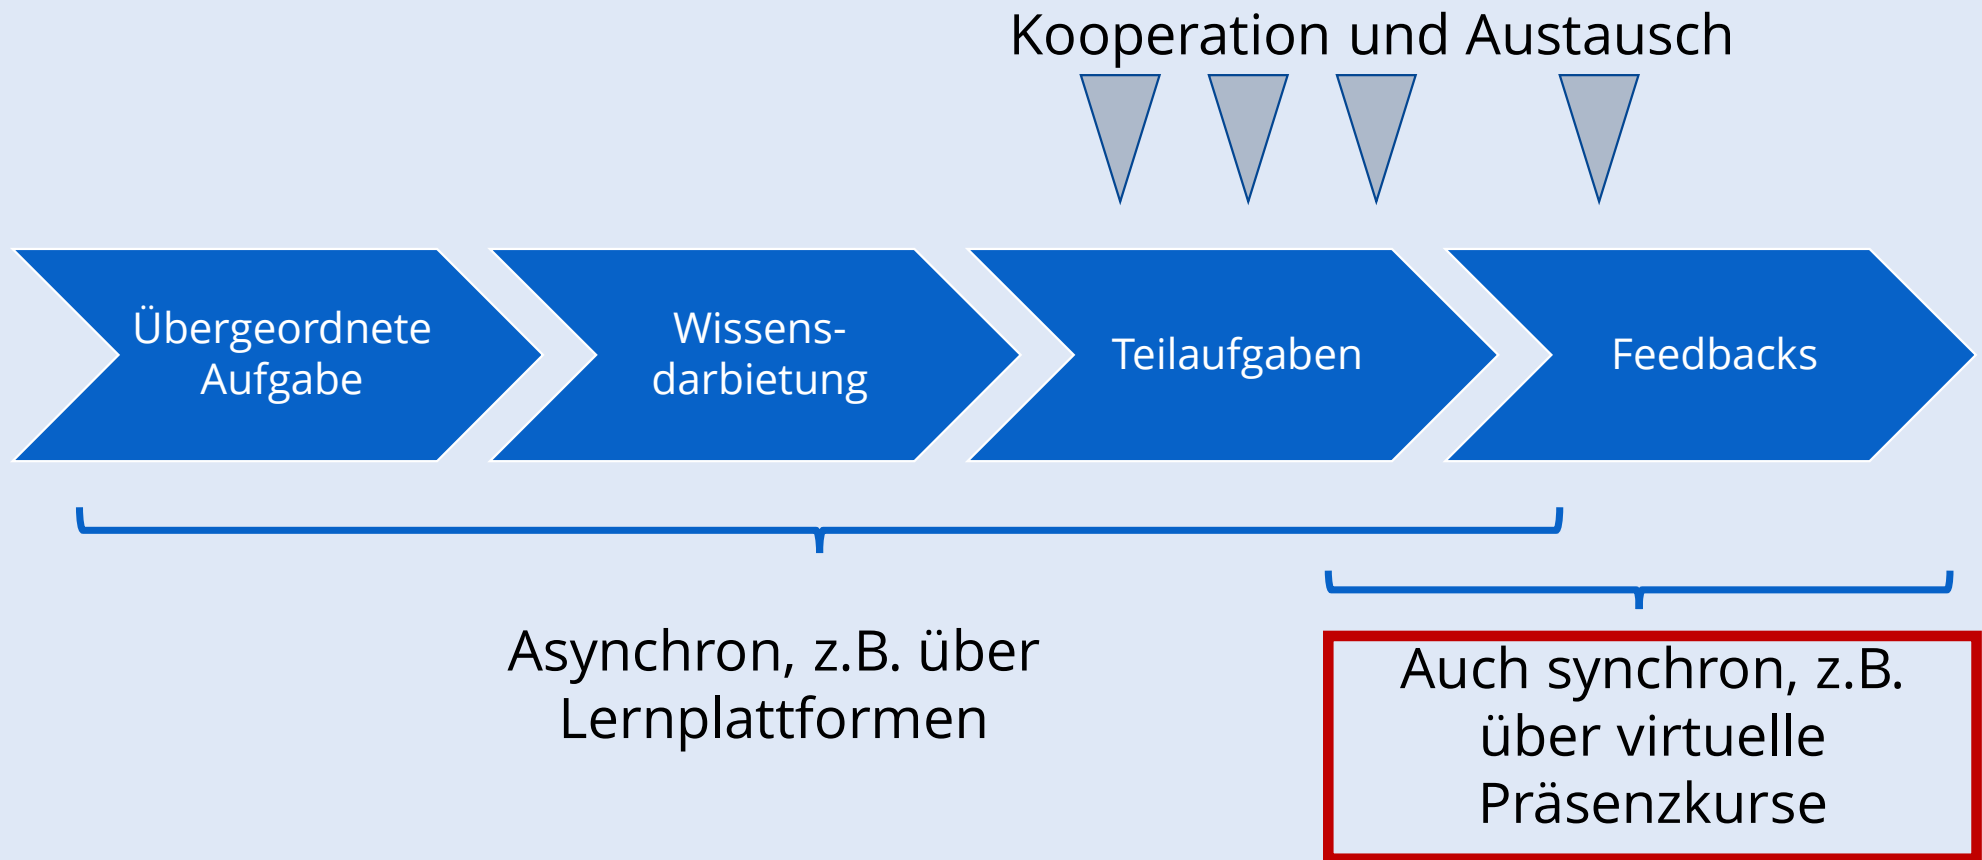 Kooperation und Austausch
Übergeordnete
Aufgabe
Wissens-
darbietung
Teilaufgaben
Feedbacks
Asynchron, z.B. über
Lernplattformen
Auch synchron, z.B.
über virtuelle
Präsenzkurse